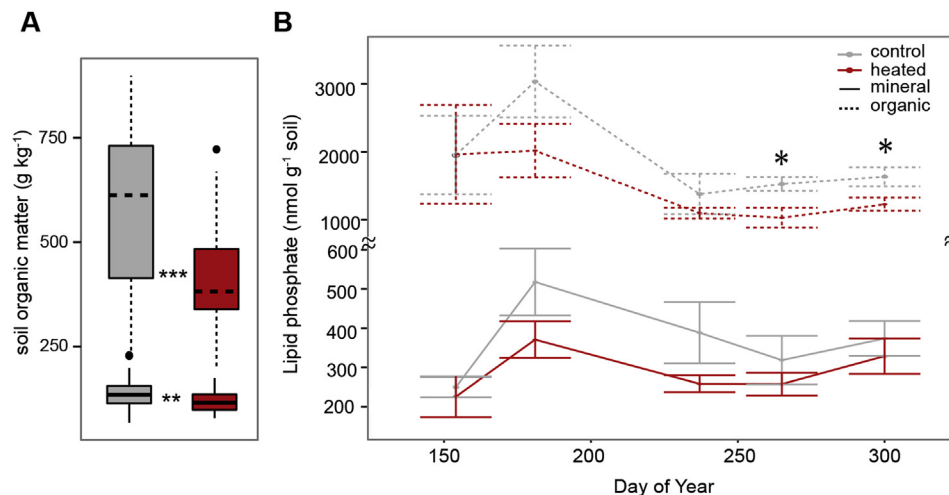 A
B
soil organic matter (g kg⁻¹)
750
500
250
***
**
Lipid phosphate (nmol g⁻¹ soil)
3000
2000
1000
600
500
400
300
200
control
heated
mineral
organic
*
*
150
200
250
300
Day of Year